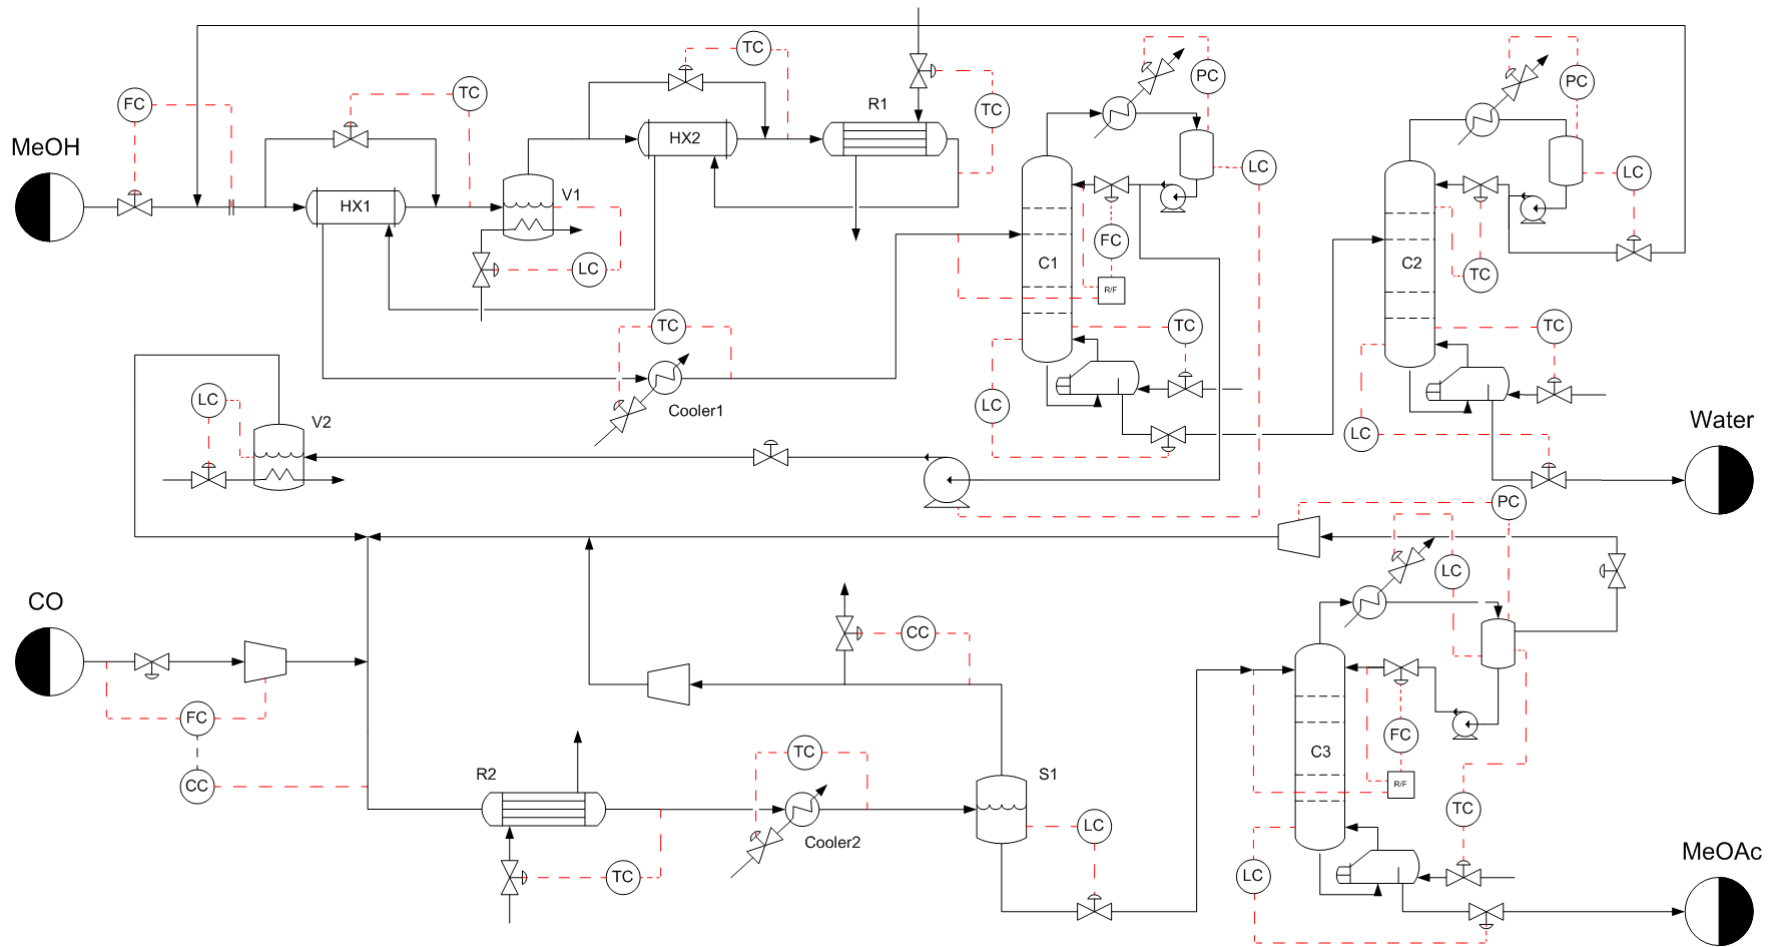 TC
PC
PC
TC
FC
R1
TC
HX2
MeOH
LC
LC
V1
HX1
FC
C1
C2
LC
TC
R/F
TC
TC
TC
LC
Cooler1
LC
V2
Water
LC
PC
LC
CO
CC
FC
FC
C3
TC
R2
S1
CC
R/F
TC
LC
Cooler2
MeOAc
TC
LC